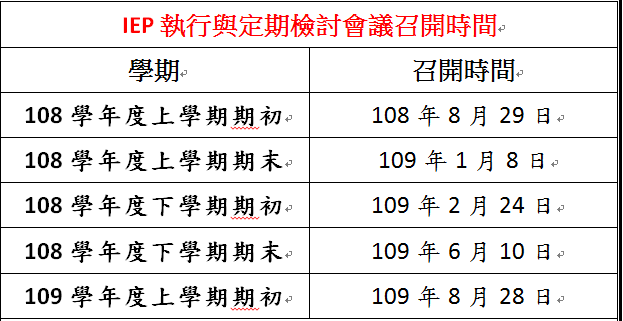 IEP 執行與定期檢討會議召開時間
學期 召開時間
108 學年度上學期期初 108 年 8 月 29 日
108 學年度上學期期末 109 年 1 月 8 日
108 學年度下學期期初 109 年 2 月 24 日
108 學年度下學期期末 109 年 6 月 10 日
109 學年度上學期期初 109 年 8 月 28 日